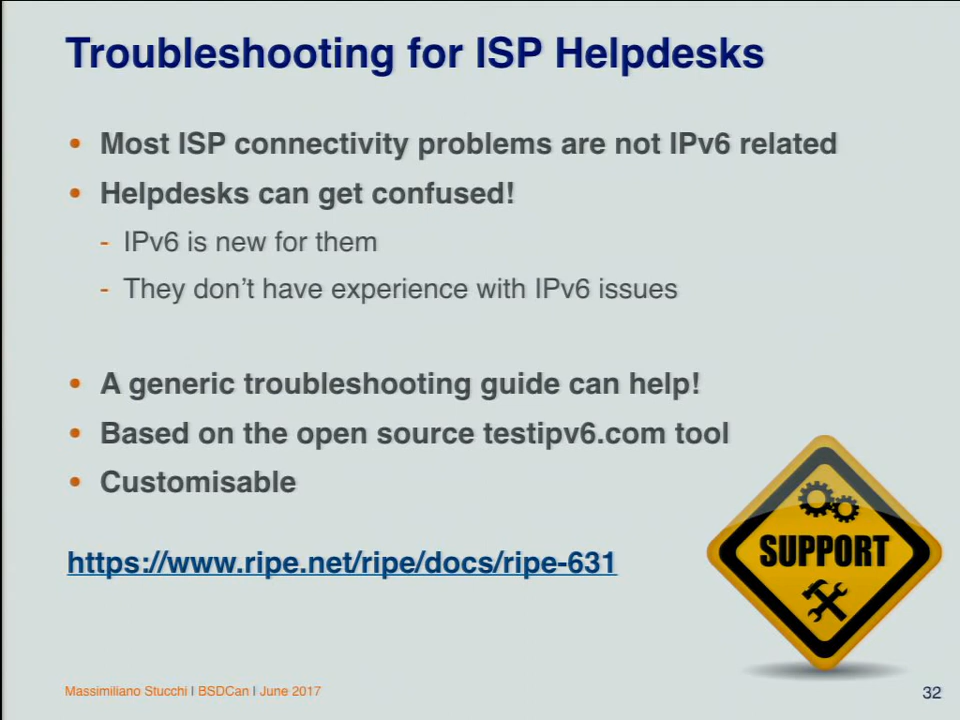 Troubleshooting for ISP Helpdesks
• Most ISP connectivity problems are not IPv6 related
• Helpdesks can get confused!
- IPv6 is new for them
- They don’t have experience with IPv6 issues
• A generic troubleshooting guide can help!
• Based on the open source testipv6.com tool
• Customisable
SUPPORT
https://www.ripe.net/ripe/docs/ripe-631
Massimiliano Stucchi | BSDCan | June 2017
32